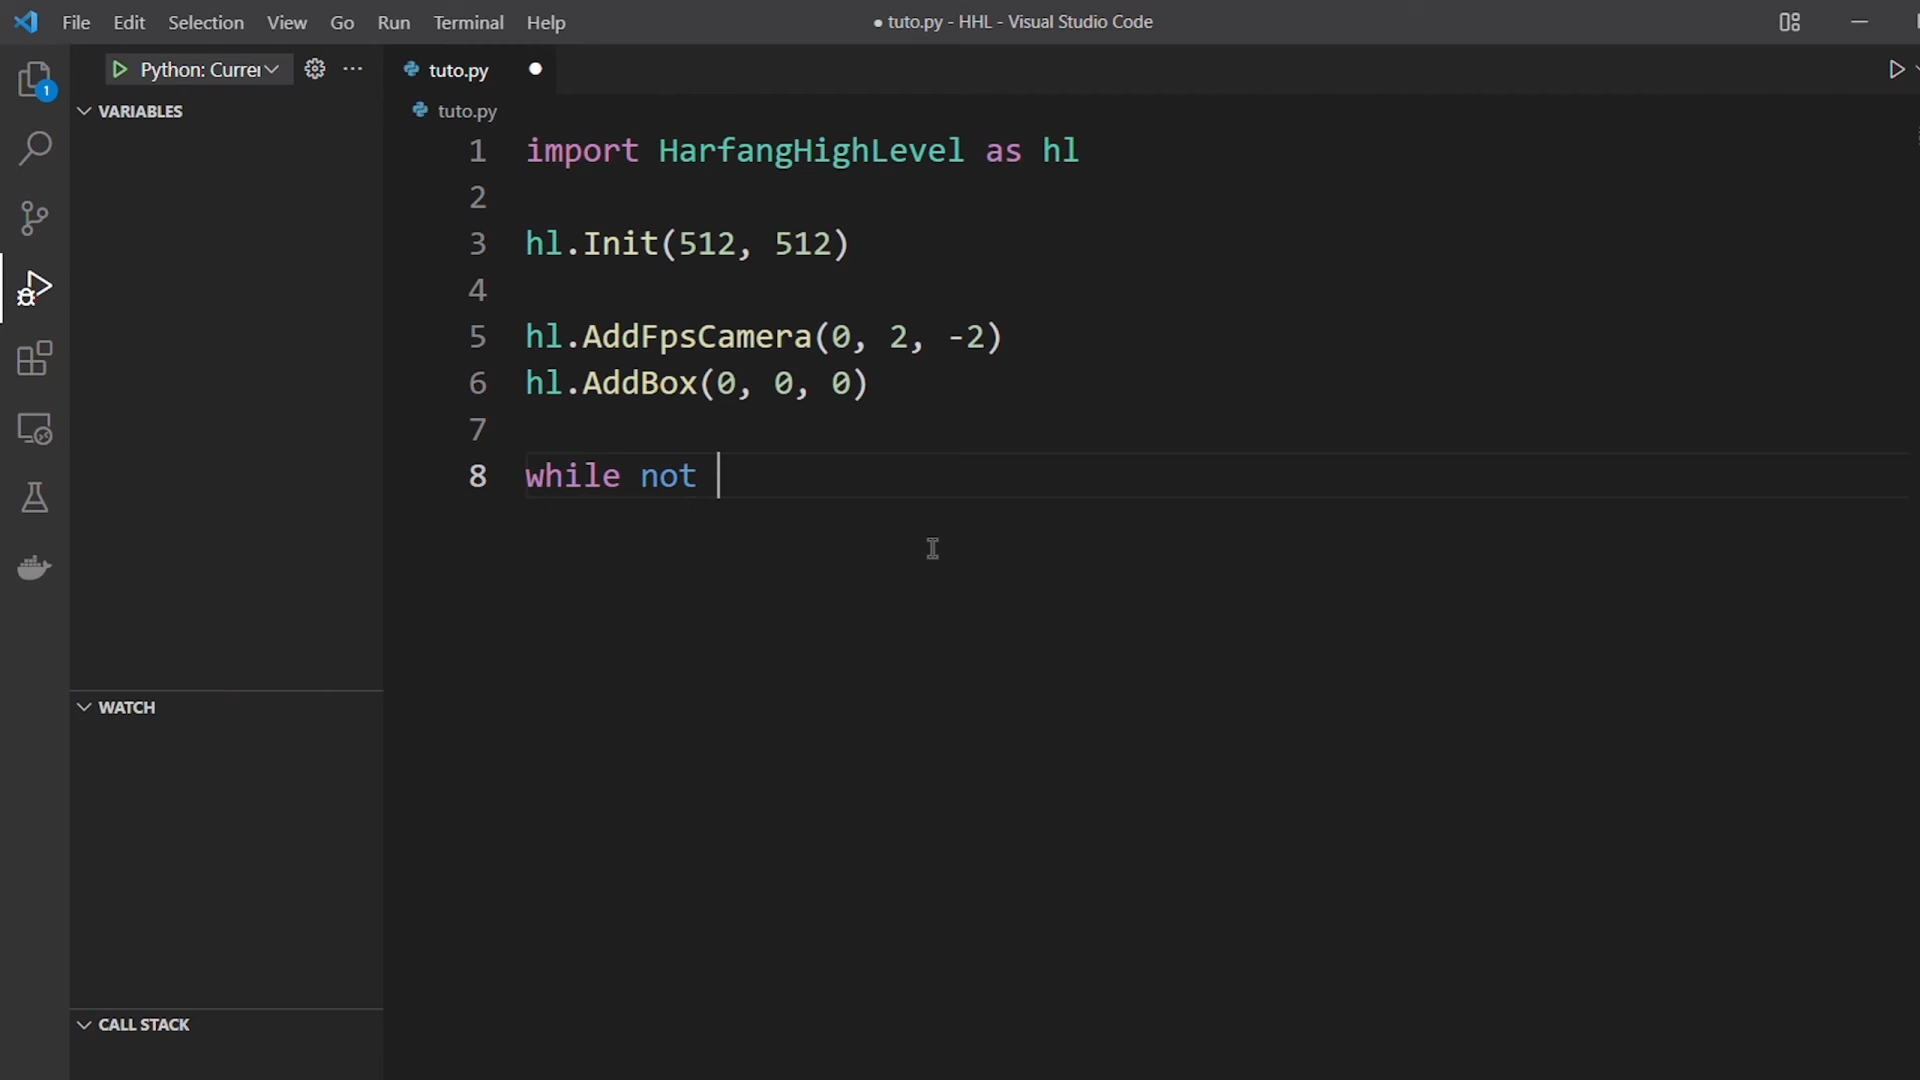 File Edit Selection View Go Run Terminal Help
● tuto.py - HHL - Visual Studio Code
1
Python: Currei
tuto.py
VARIABLES
tuto.py
1 import HarfangHighLevel as hl
2
3 hl.Init(512, 512)
4
5 hl.AddFpsCamera(0, 2, -2)
6 hl.AddBox(0, 0, 0)
7
8 while not
WATCH
CALL STACK